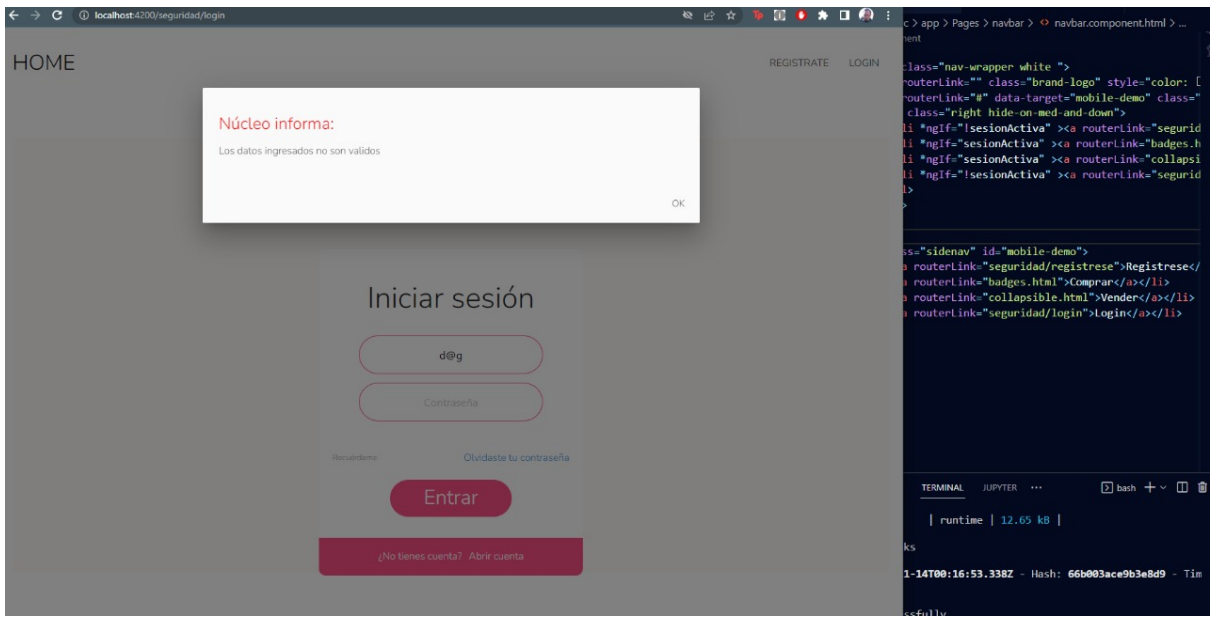 localhost:4200/seguridad/login
HOME
REGISTRATE LOGIN
Núcleo informa:
Los datos ingresados no son validos
OK
Iniciar sesión
d@g
Contraseña
Recuérdame
Olvidaste tu contraseña
Entrar
¿No tienes cuenta? Abrir cuenta
c > app > Pages > navbar > navbar.component.html > ...
nent
class="nav-wrapper white ">
routerLink="" class="brand-logo" style="color: [
routerLink="#" data-target="mobile-demo" class="
class="right hide-on-med-and-down">
li *ngIf="!sesionActiva" ><a routerLink="segurid
li *ngIf="sesionActiva" ><a routerLink="badges.h
li *ngIf="sesionActiva" ><a routerLink="collapsi
li *ngIf="!sesionActiva" ><a routerLink="segurid
l>
>
ss="sidenav" id="mobile-demo">
a routerLink="seguridad/registrese">Registrese</
a routerLink="badges.html">Comprar</a></li>
a routerLink="collapsible.html">Vender</a></li>
a routerLink="seguridad/login">Login</a></li>
TERMINAL JUPYTER ... bash
| runtime | 12.65 kB |
ks
1-14T00:16:53.338Z - Hash: 66b003ace9b3e8d9 - Tim
ssfully.